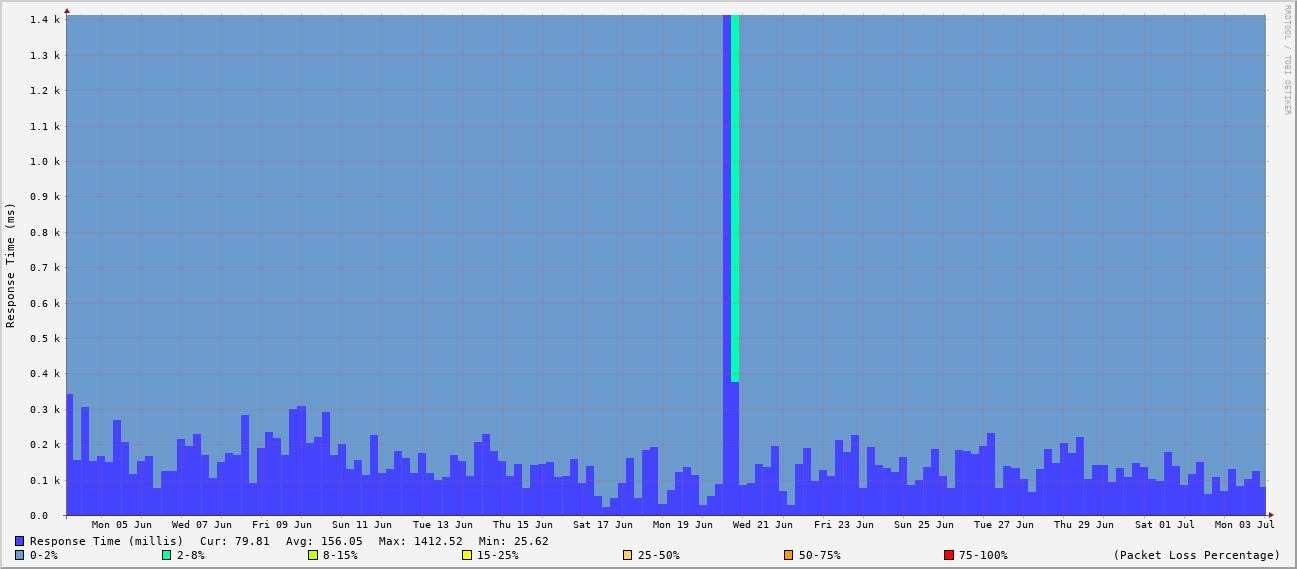 RRDTOOL / TOBI OETIKER
Response Time (ms)
1.4 k
1.3 k
1.2 k
1.1 k
1.0 k
0.9 k
0.8 k
0.7 k
0.6 k
0.5 k
0.4 k
0.3 k
0.2 k
0.1 k
0.0
Mon 05 Jun Wed 07 Jun Fri 09 Jun Sun 11 Jun Tue 13 Jun Thu 15 Jun Sat 17 Jun Mon 19 Jun Wed 21 Jun Fri 23 Jun Sun 25 Jun Tue 27 Jun Thu 29 Jun Sat 01 Jul Mon 03 Jul
Response Time (millis) Cur: 79.81 Avg: 156.05 Max: 1412.52 Min: 25.62
0-2% 2-8% 8-15% 15-25% 25-50% 50-75% 75-100% (Packet Loss Percentage)